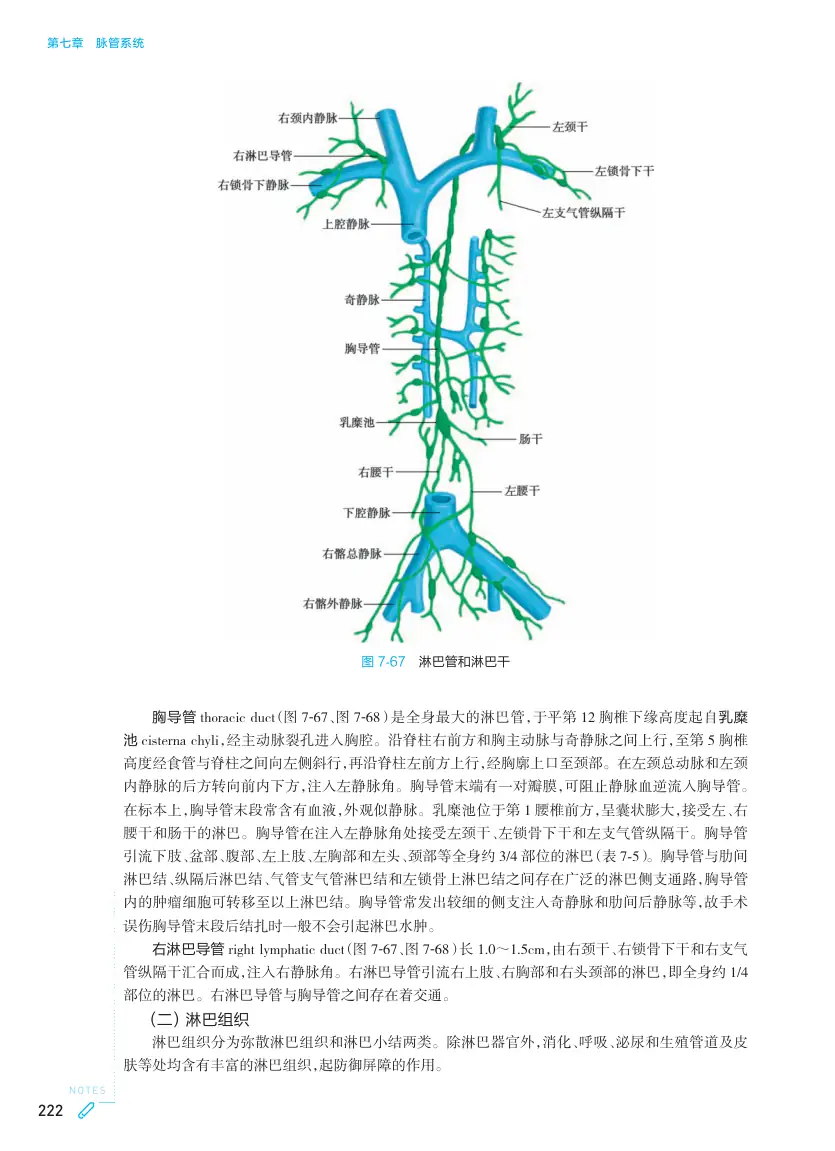 第七章 脉管系统
右颈内静脉
左颈干
右淋巴导管
左锁骨下干
右锁骨下静脉
左支气管纵隔干
上腔静脉
奇静脉
胸导管
乳糜池
肠干
右腰干
左腰干
下腔静脉
右髂总静脉
右髂外静脉
图 7-67 淋巴管和淋巴干
胸导管 thoracic duct（图 7-67、图 7-68）是全身最大的淋巴管，于平第 12 胸椎下缘高度起自乳糜
池 cisterna chyli，经主动脉裂孔进入胸腔。沿脊柱右前方和胸主动脉与奇静脉之间上行，至第 5 胸椎
高度经食管与脊柱之间向左侧斜行，再沿脊柱左前方上行，经胸廓上口至颈部。在左颈总动脉和左颈
内静脉的后方转向前内下方，注入左静脉角。胸导管末端有一对瓣膜，可阻止静脉血逆流入胸导管。
在标本上，胸导管末段常含有血液，外观似静脉。乳糜池位于第 1 腰椎前方，呈囊状膨大，接受左、右
腰干和肠干的淋巴。胸导管在注入左静脉角处接受左颈干、左锁骨下干和左支气管纵隔干。胸导管
引流下肢、盆部、腹部、左上肢、左胸部和左头、颈部等全身约 3/4 部位的淋巴（表 7-5）。胸导管与肋间
淋巴结、纵隔后淋巴结、气管支气管淋巴结和左锁骨上淋巴结之间存在广泛的淋巴侧支通路，胸导管
内的肿瘤细胞可转移至以上淋巴结。胸导管常发出较细的侧支注入奇静脉和肋间后静脉等，故手术
误伤胸导管末段后结扎时一般不会引起淋巴水肿。
右淋巴导管 right lymphatic duct（图 7-67、图 7-68）长 1.0～1.5cm，由右颈干、右锁骨下干和右支气
管纵隔干汇合而成，注入右静脉角。右淋巴导管引流右上肢、右胸部和右头颈部的淋巴，即全身约 1/4
部位的淋巴。右淋巴导管与胸导管之间存在着交通。
（二）淋巴组织
淋巴组织分为弥散淋巴组织和淋巴小结两类。除淋巴器官外，消化、呼吸、泌尿和生殖管道及皮
肤等处均含有丰富的淋巴组织，起防御屏障的作用。
NOTES
222